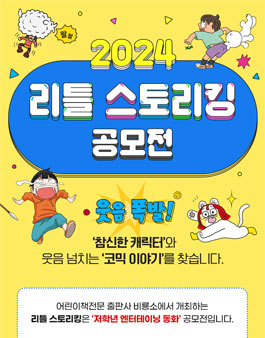 2024
리틀 스토리킹
공모전
웃음 폭발!
'참신한 캐릭터'와
웃음 넘치는 '코믹 이야기'를 찾습니다.
어린이책전문 출판사 비룡소에서 개최하는
리틀 스토리킹은 '저학년 엔터테이닝 동화' 공모전입니다.